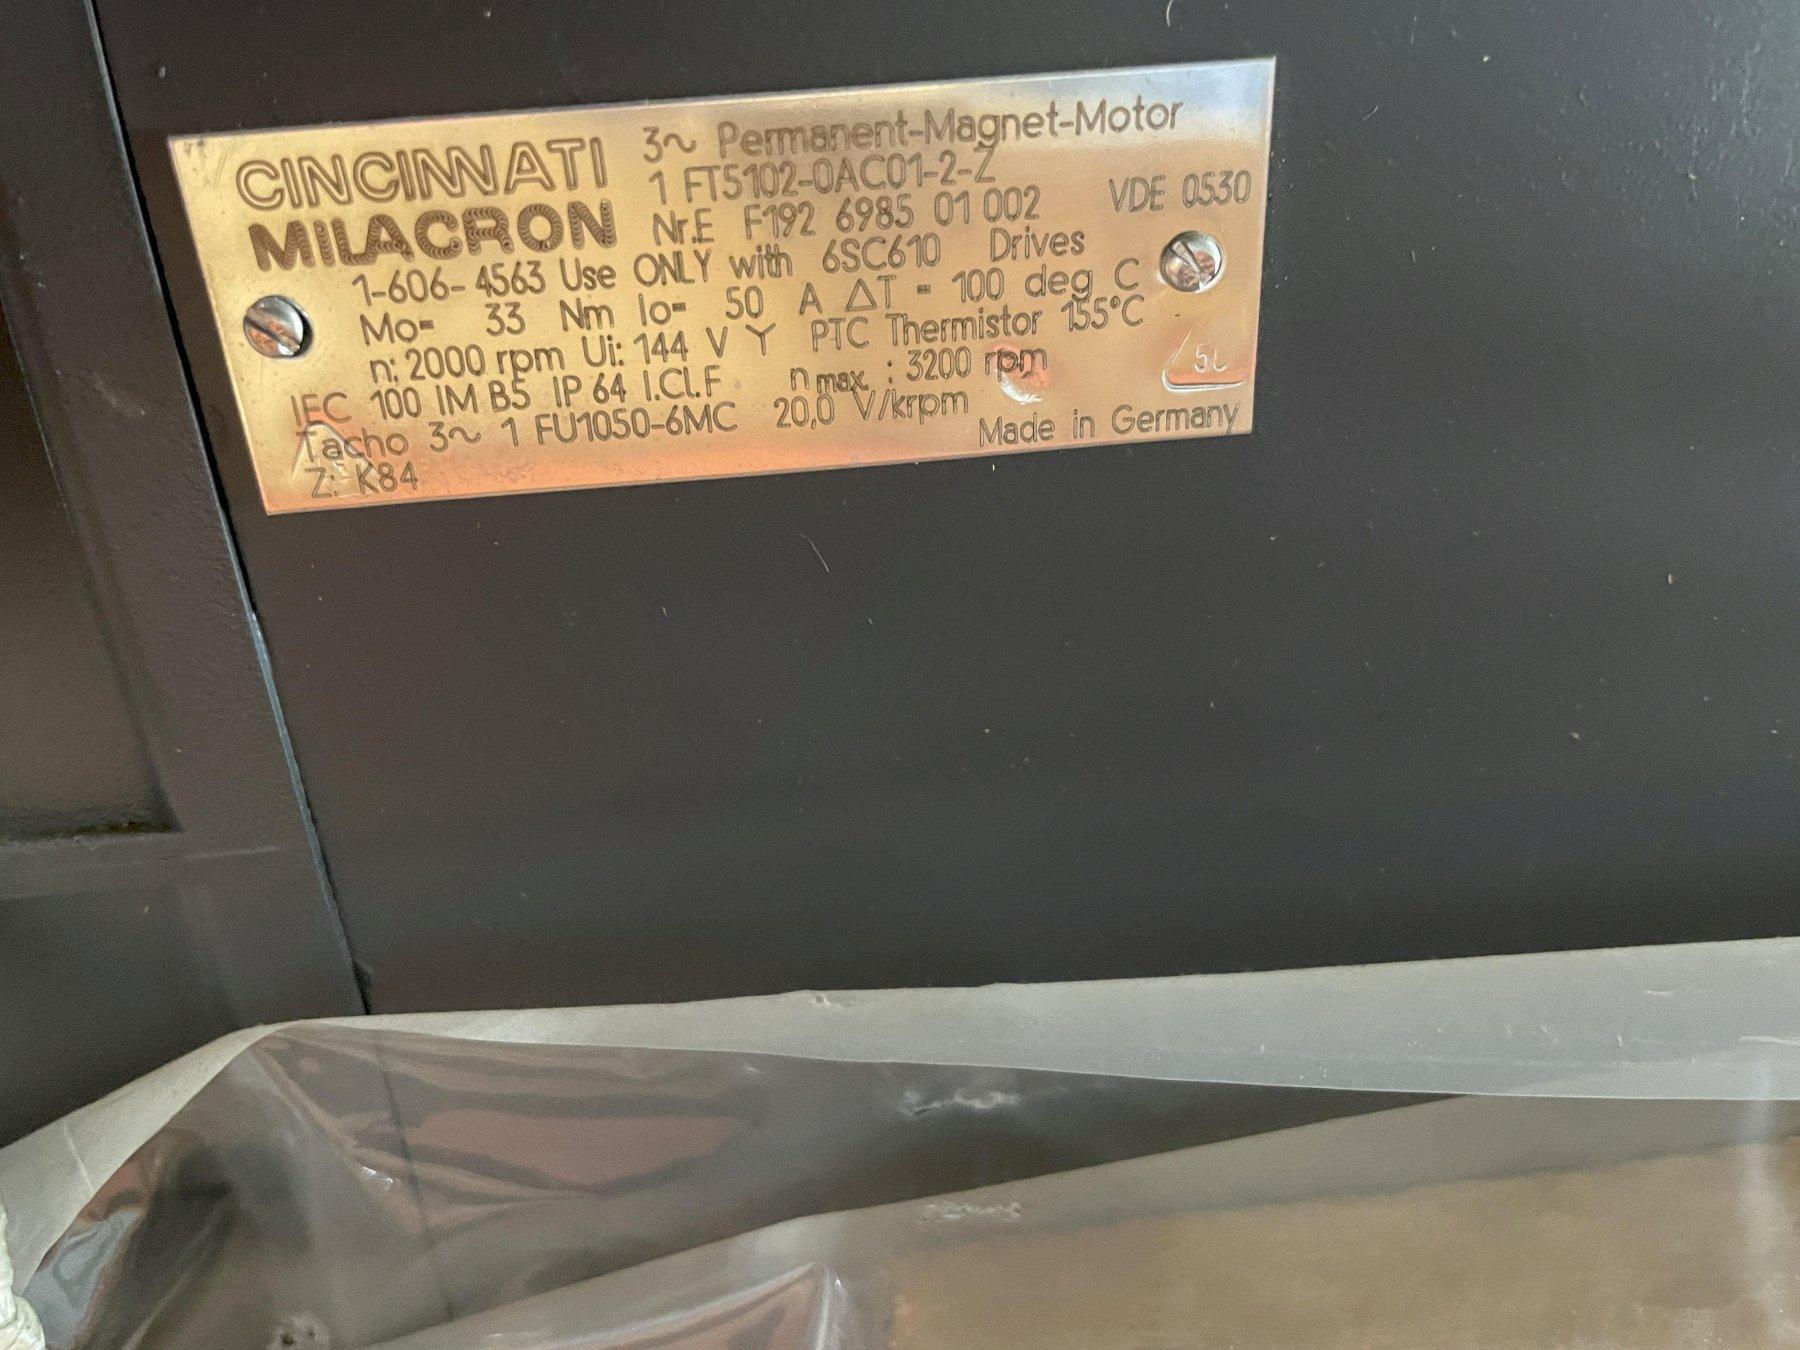 CINCINNATI
MILACRON
3~ Permanent-Magnet-Motor
1 FT5102-0AC01-2-Z
Nr.E F192 6985 01 002 VDE 0530
1-606-4563 Use ONLY with 6SC610 Drives
Mo= 33 Nm Io= 50 A ΔT = 100 deg C
n: 2000 rpm Ui: 144 V Y PTC Thermistor 155°C
IFC 100 IM B5 IP 64 I.Cl.F nmax. : 3200 rpm
Tacho 3~ 1 FU1050-6MC 20,0 V/krpm
Z: K84
Made in Germany